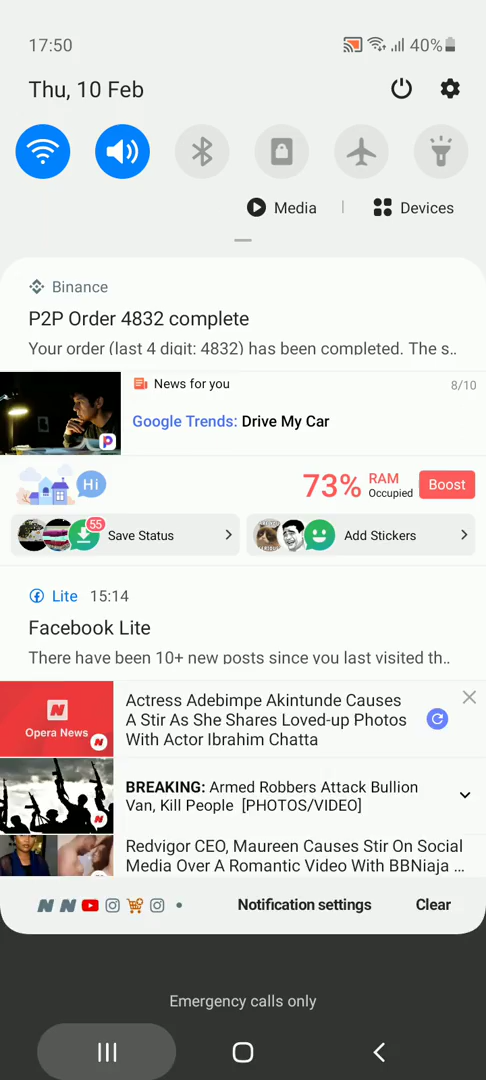 17:50
40%
Thu, 10 Feb
Media | Devices
Binance
P2P Order 4832 complete
Your order (last 4 digit: 4832) has been completed. The s..
News for you
8/10
Google Trends: Drive My Car
Hi
73% RAM Occupied
Boost
55
Save Status
Add Stickers
Lite 15:14
Facebook Lite
There have been 10+ new posts since you last visited th..
Opera News
Actress Adebimpe Akintunde Causes
A Stir As She Shares Loved-up Photos
With Actor Ibrahim Chatta
BREAKING: Armed Robbers Attack Bullion
Van, Kill People [PHOTOS/VIDEO]
Redvigor CEO, Maureen Causes Stir On Social
Media Over A Romantic Video With BBNiaja ...
Notification settings
Clear
Emergency calls only